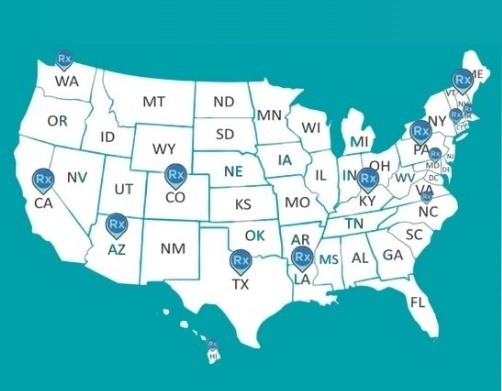 Rx
WA
Rx
ME
VT
NH
MT
ND
MN
OR
ID
WI
MI
Rx
NY
Rx
SD
WY
Rx
PA
NJ
Rx
CA
NV
UT
Rx
CO
NE
IA
IL
IN
OH
Rx
KY
WV
MD
DE
DC
VA
KS
MO
NC
Rx
AZ
NM
OK
AR
TN
SC
Rx
TX
Rx
LA
MS
AL
GA
FL
Rx
HI